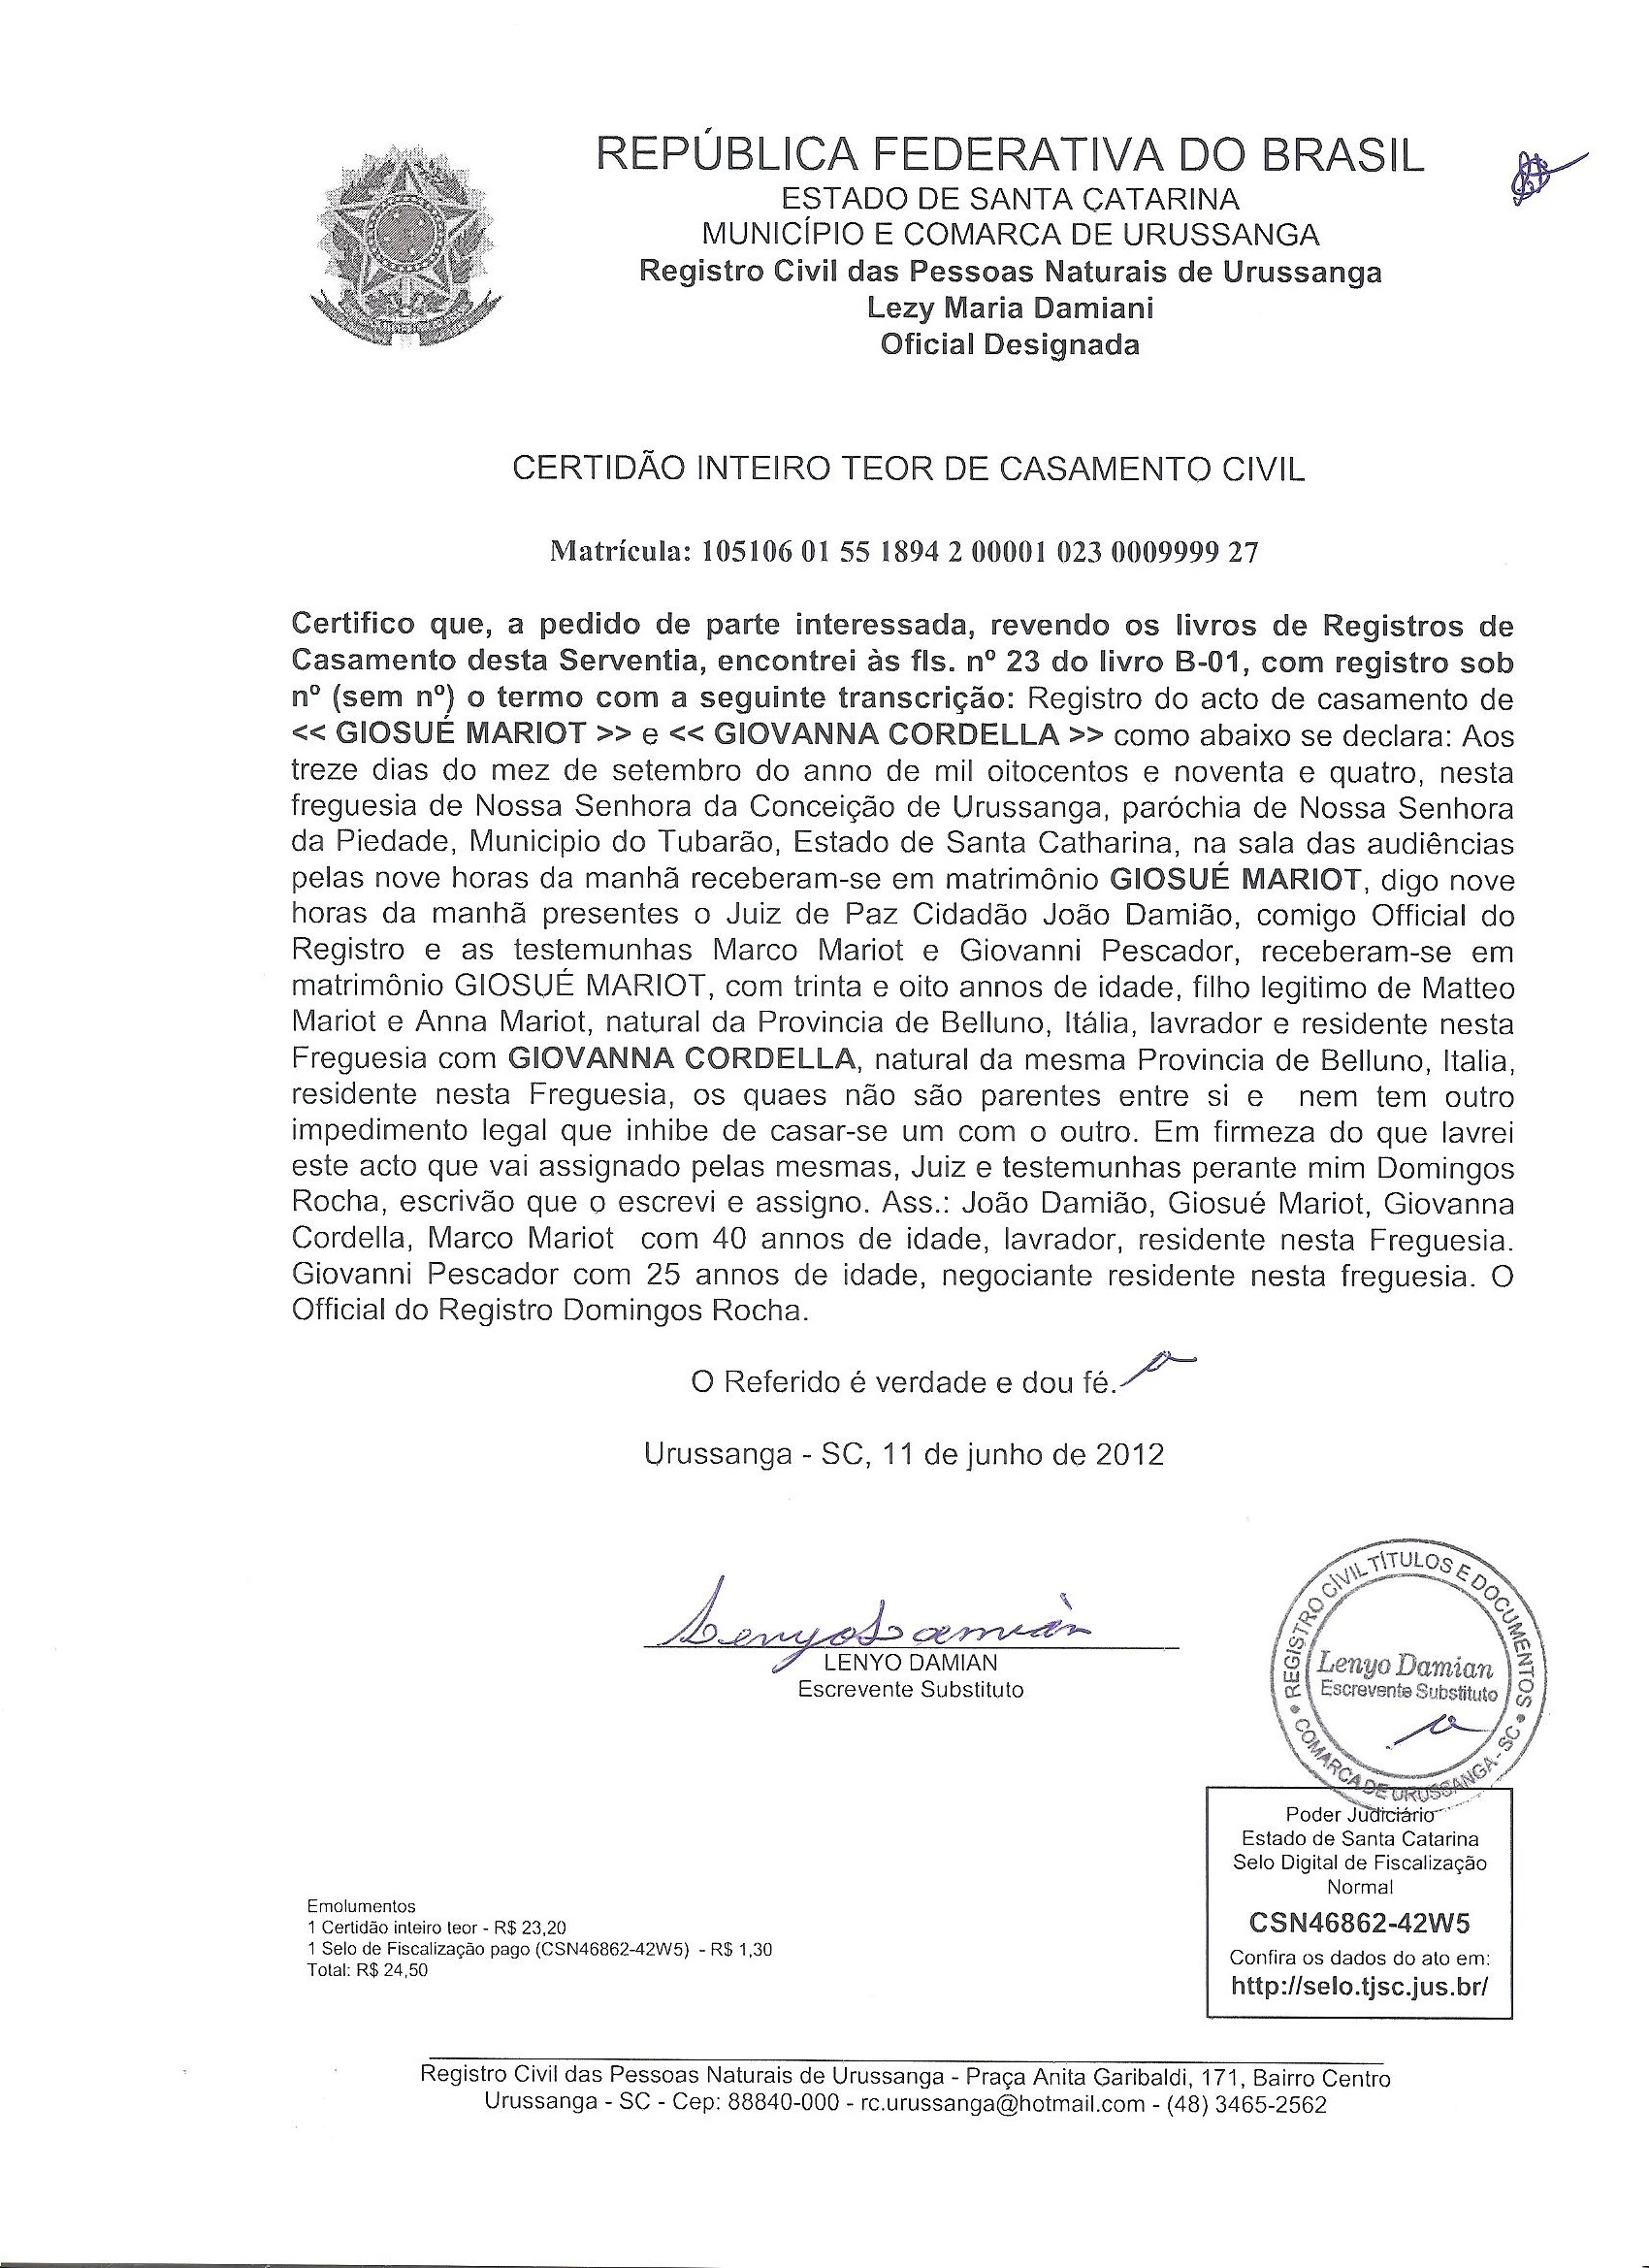 REPÚBLICA FEDERATIVA DO BRASIL
ESTADO DE SANTA CATARINA
MUNICÍPIO E COMARCA DE URUSSANGA
Registro Civil das Pessoas Naturais de Urussanga
Lezy Maria Damiani
Oficial Designada
CERTIDÃO INTEIRO TEOR DE CASAMENTO CIVIL
Matrícula: 105106 01 55 1894 2 00001 023 0009999 27
Certifico que, a pedido de parte interessada, revendo os livros de Registros de
Casamento desta Serventia, encontrei às fls. nº 23 do livro B-01, com registro sob
nº (sem nº) o termo com a seguinte transcrição: Registro do acto de casamento de
<< GIOSUÉ MARIOT >> e << GIOVANNA CORDELLA >> como abaixo se declara: Aos
treze dias do mez de setembro do anno de mil oitocentos e noventa e quatro, nesta
freguesia de Nossa Senhora da Conceição de Urussanga, paróchia de Nossa Senhora
da Piedade, Municipio do Tubarão, Estado de Santa Catharina, na sala das audiências
pelas nove horas da manhã receberam-se em matrimônio GIOSUÉ MARIOT, digo nove
horas da manhã presentes o Juiz de Paz Cidadão João Damião, comigo Official do
Registro e as testemunhas Marco Mariot e Giovanni Pescador, receberam-se em
matrimônio GIOSUÉ MARIOT, com trinta e oito annos de idade, filho legitimo de Matteo
Mariot e Anna Mariot, natural da Provincia de Belluno, Itália, lavrador e residente nesta
Freguesia com GIOVANNA CORDELLA, natural da mesma Provincia de Belluno, Italia,
residente nesta Freguesia, os quaes não são parentes entre si e nem tem outro
impedimento legal que inhibe de casar-se um com o outro. Em firmeza do que lavrei
este acto que vai assignado pelas mesmas, Juiz e testemunhas perante mim Domingos
Rocha, escrivão que o escrevi e assigno. Ass.: João Damião, Giosué Mariot, Giovanna
Cordella, Marco Mariot com 40 annos de idade, lavrador, residente nesta Freguesia.
Giovanni Pescador com 25 annos de idade, negociante residente nesta freguesia. O
Official do Registro Domingos Rocha.
O Referido é verdade e dou fé.
Urussanga - SC, 11 de junho de 2012
Lenyo Damian
LENYO DAMIAN
Escrevente Substituto
REGISTRO CIVIL TÍTULOS E DOCUMENTOS
Lenyo Damian
Escrevente Substituto
COMARCA DE URUSSANGA - SC
Poder Judiciário
Estado de Santa Catarina
Selo Digital de Fiscalização
Normal
CSN46862-42W5
Confira os dados do ato em:
http://selo.tjsc.jus.br/
Emolumentos
1 Certidão inteiro teor - R$ 23,20
1 Selo de Fiscalização pago (CSN46862-42W5) - R$ 1,30
Total: R$ 24,50
Registro Civil das Pessoas Naturais de Urussanga - Praça Anita Garibaldi, 171, Bairro Centro
Urussanga - SC - Cep: 88840-000 - rc.urussanga@hotmail.com - (48) 3465-2562